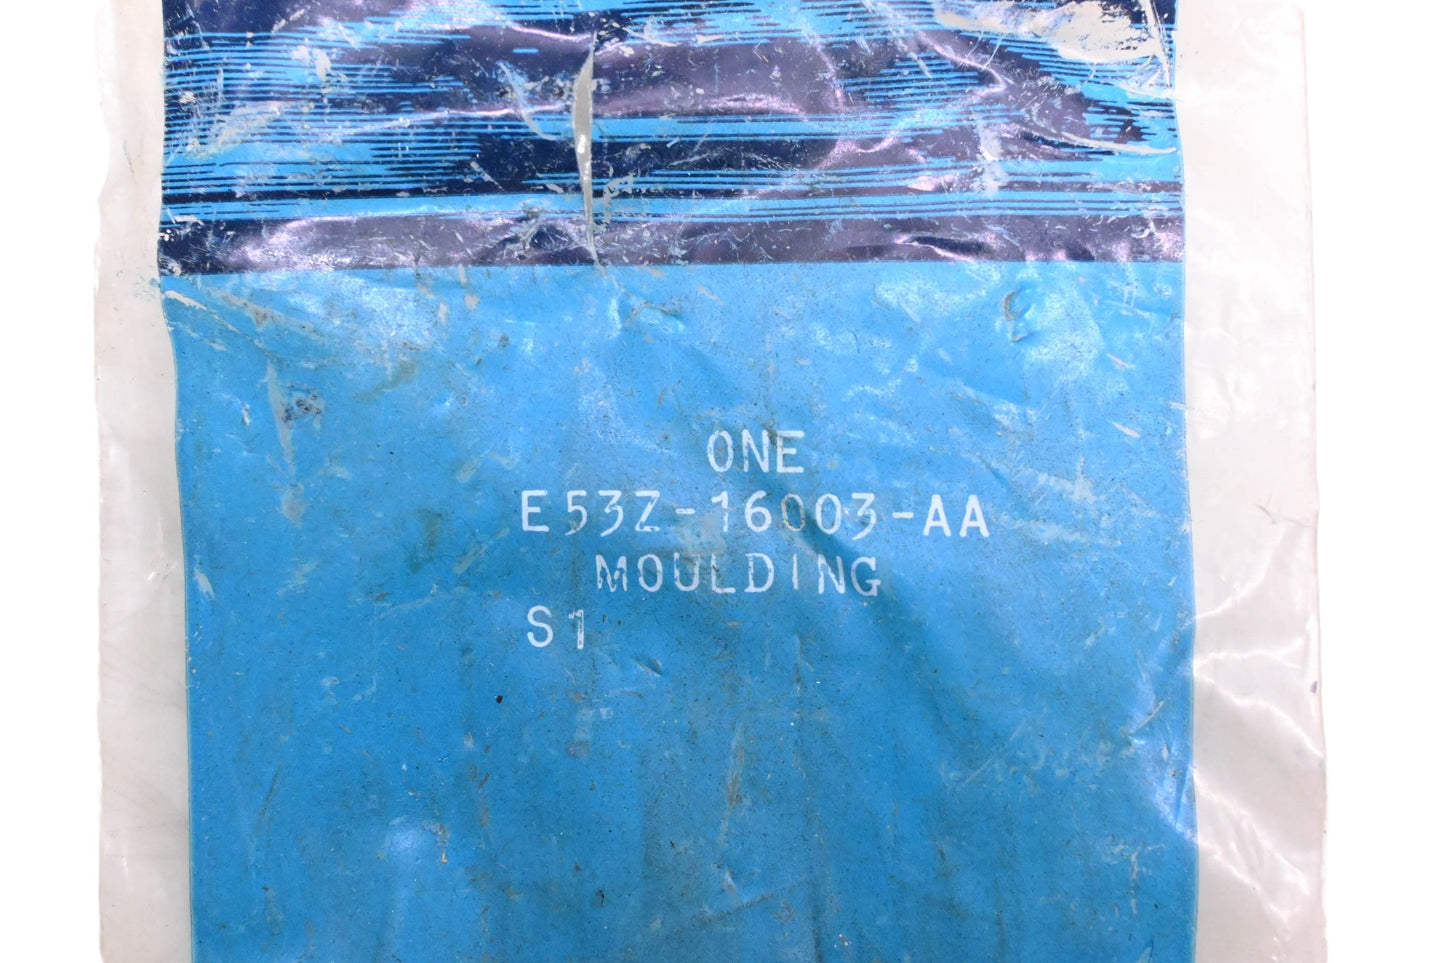 ONE
E53Z-16003-AA
MOULDING
S1